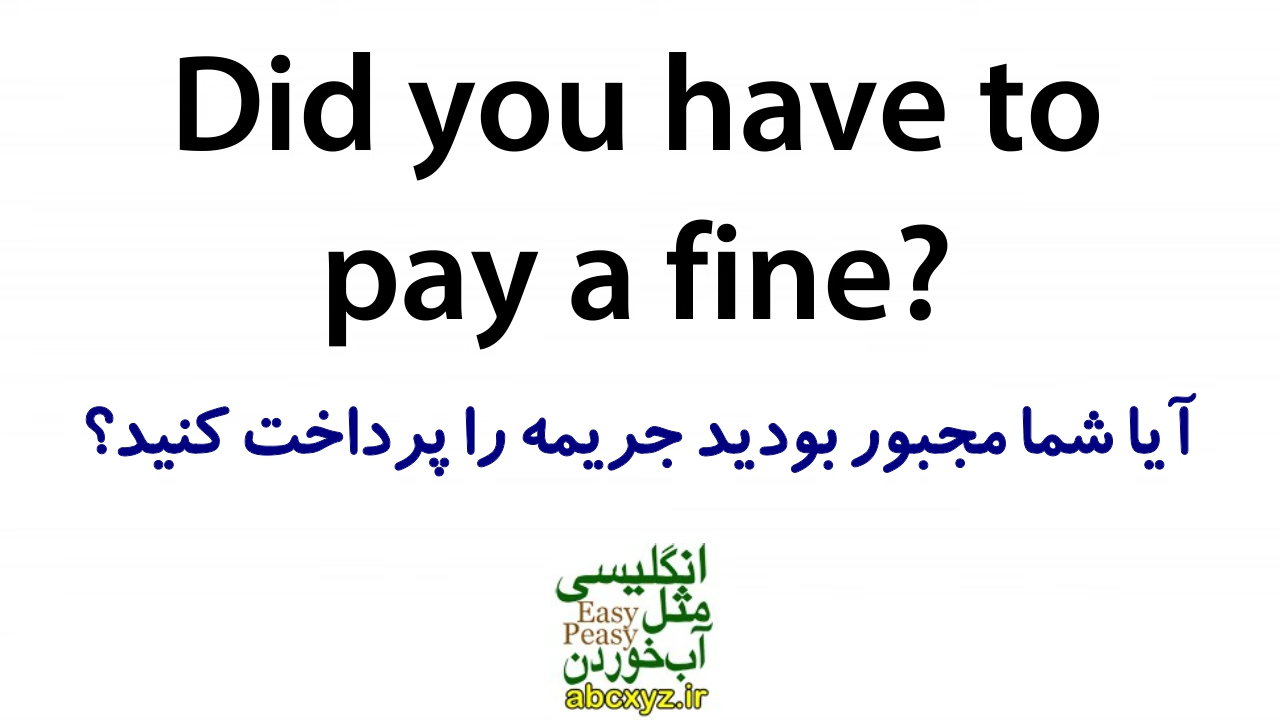 Did you have to
pay a fine?
آیا شما مجبور بودید جریمه را پرداخت کنید؟
انگلیسی
مثل
Easy
Peasy
آب‌خوردن
abcxyz.ir